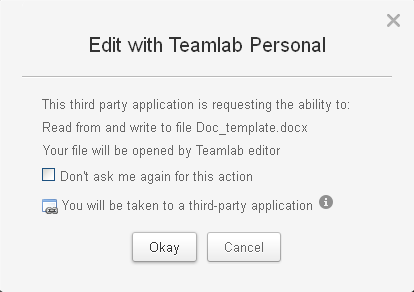 Edit with Teamlab Personal
This third party application is requesting the ability to:
Read from and write to file Doc_template.docx
Your file will be opened by Teamlab editor
Don't ask me again for this action
You will be taken to a third-party application
Okay Cancel